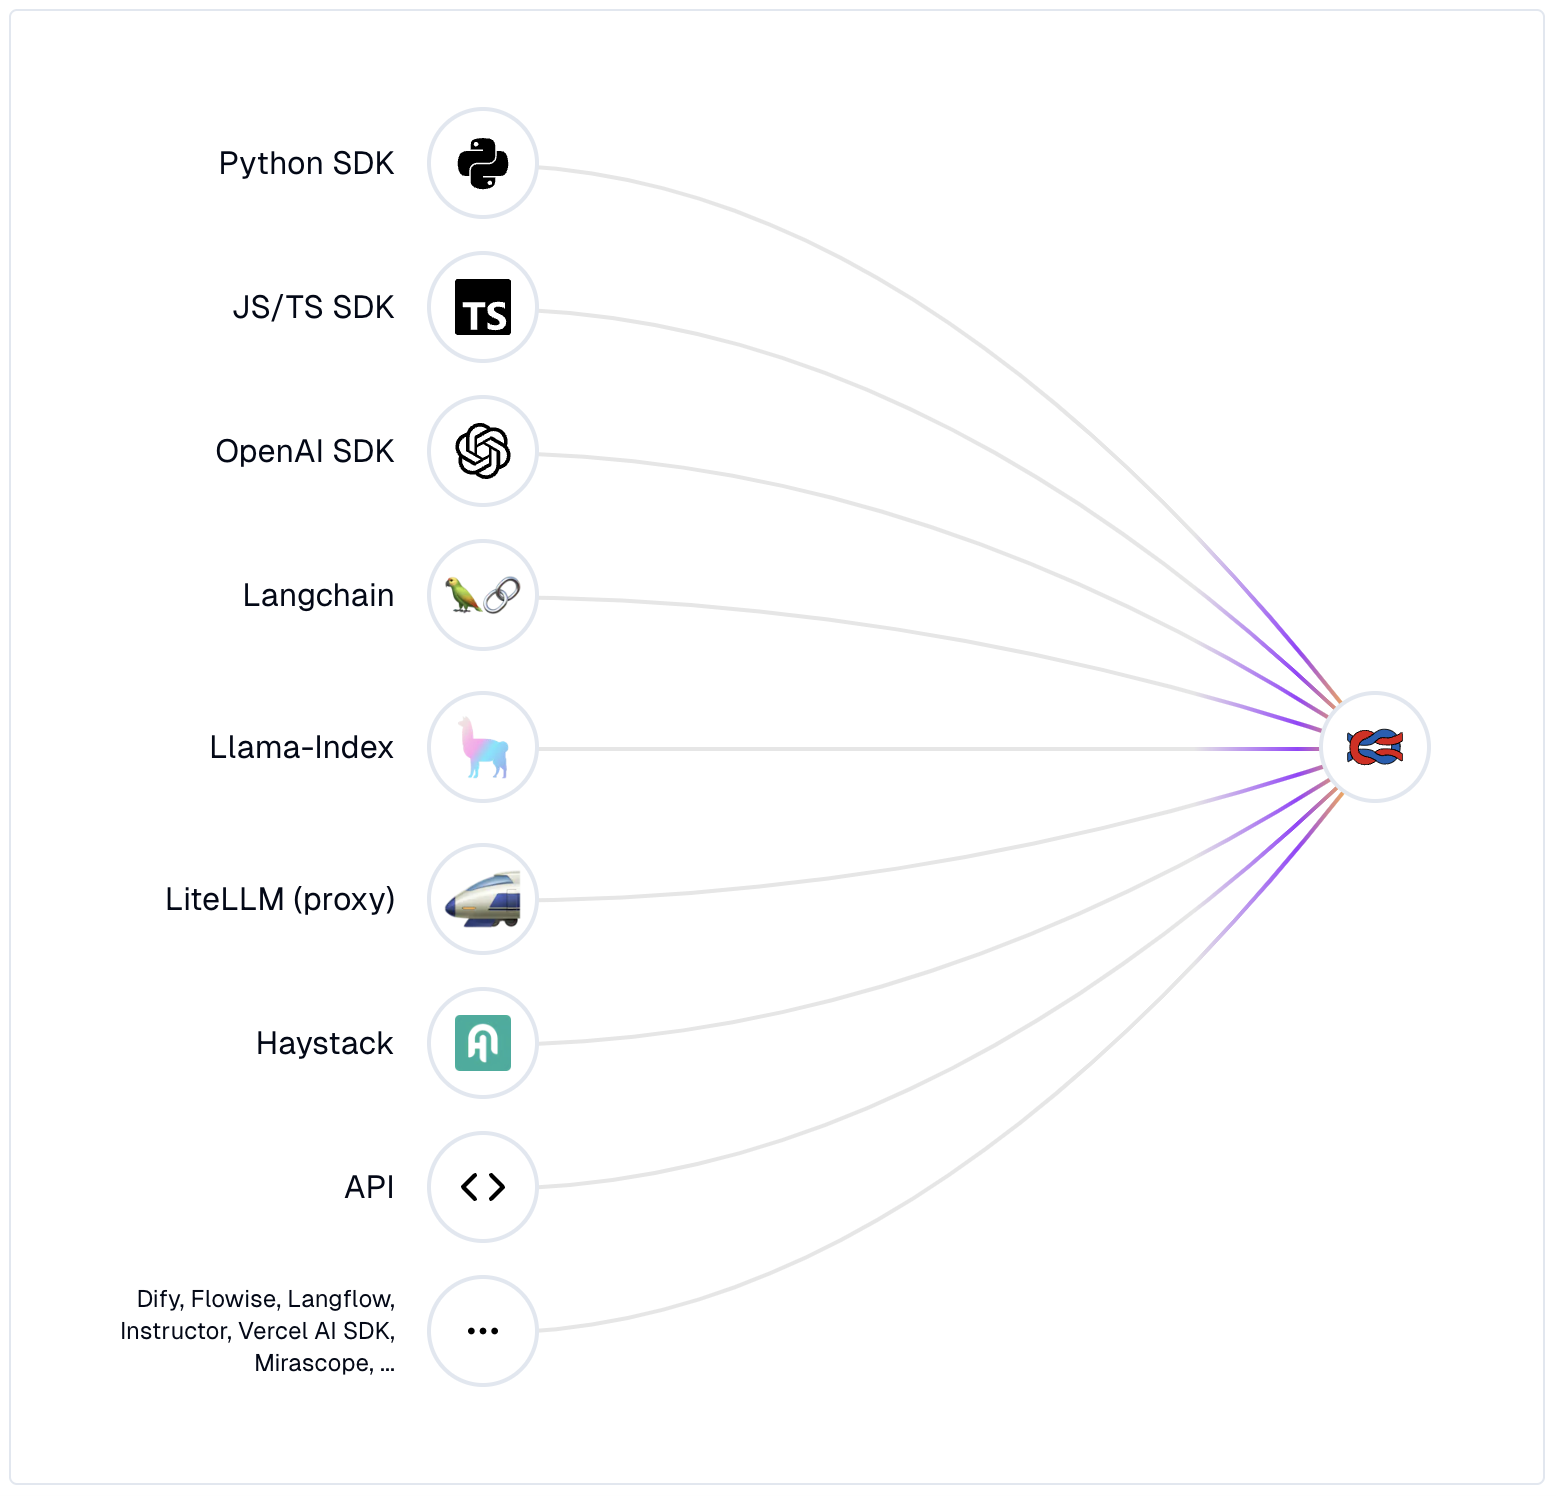 Python SDK
JS/TS SDK
TS
OpenAI SDK
Langchain
Llama-Index
LiteLLM (proxy)
Haystack
API
Dify, Flowise, Langflow,
Instructor, Vercel AI SDK,
Mirascope, ...